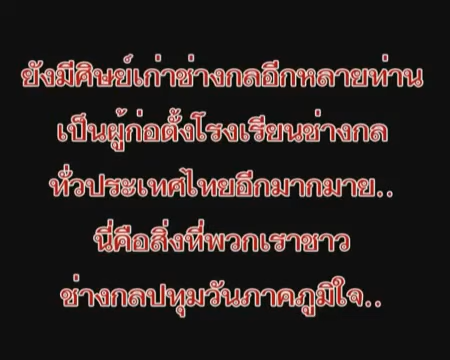 ยังมีศิษย์เก่าช่างกลอีกหลายท่าน
เป็นผู้ก่อตั้งโรงเรียนช่างกล
ทั่วประเทศไทยอีกมากมาย..
นี่คือสิ่งที่พวกเราชาว
ช่างกลปทุมวันภาคภูมิใจ..